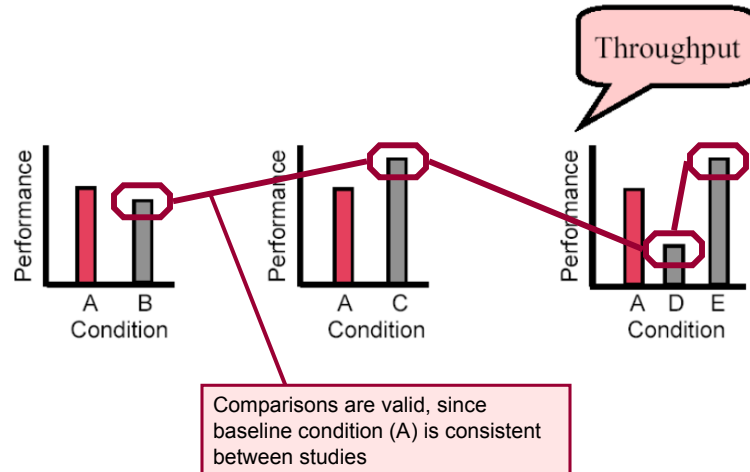 Throughput
Performance
A B
Condition
Performance
A C
Condition
Performance
A D E
Condition
Comparisons are valid, since
baseline condition (A) is consistent
between studies